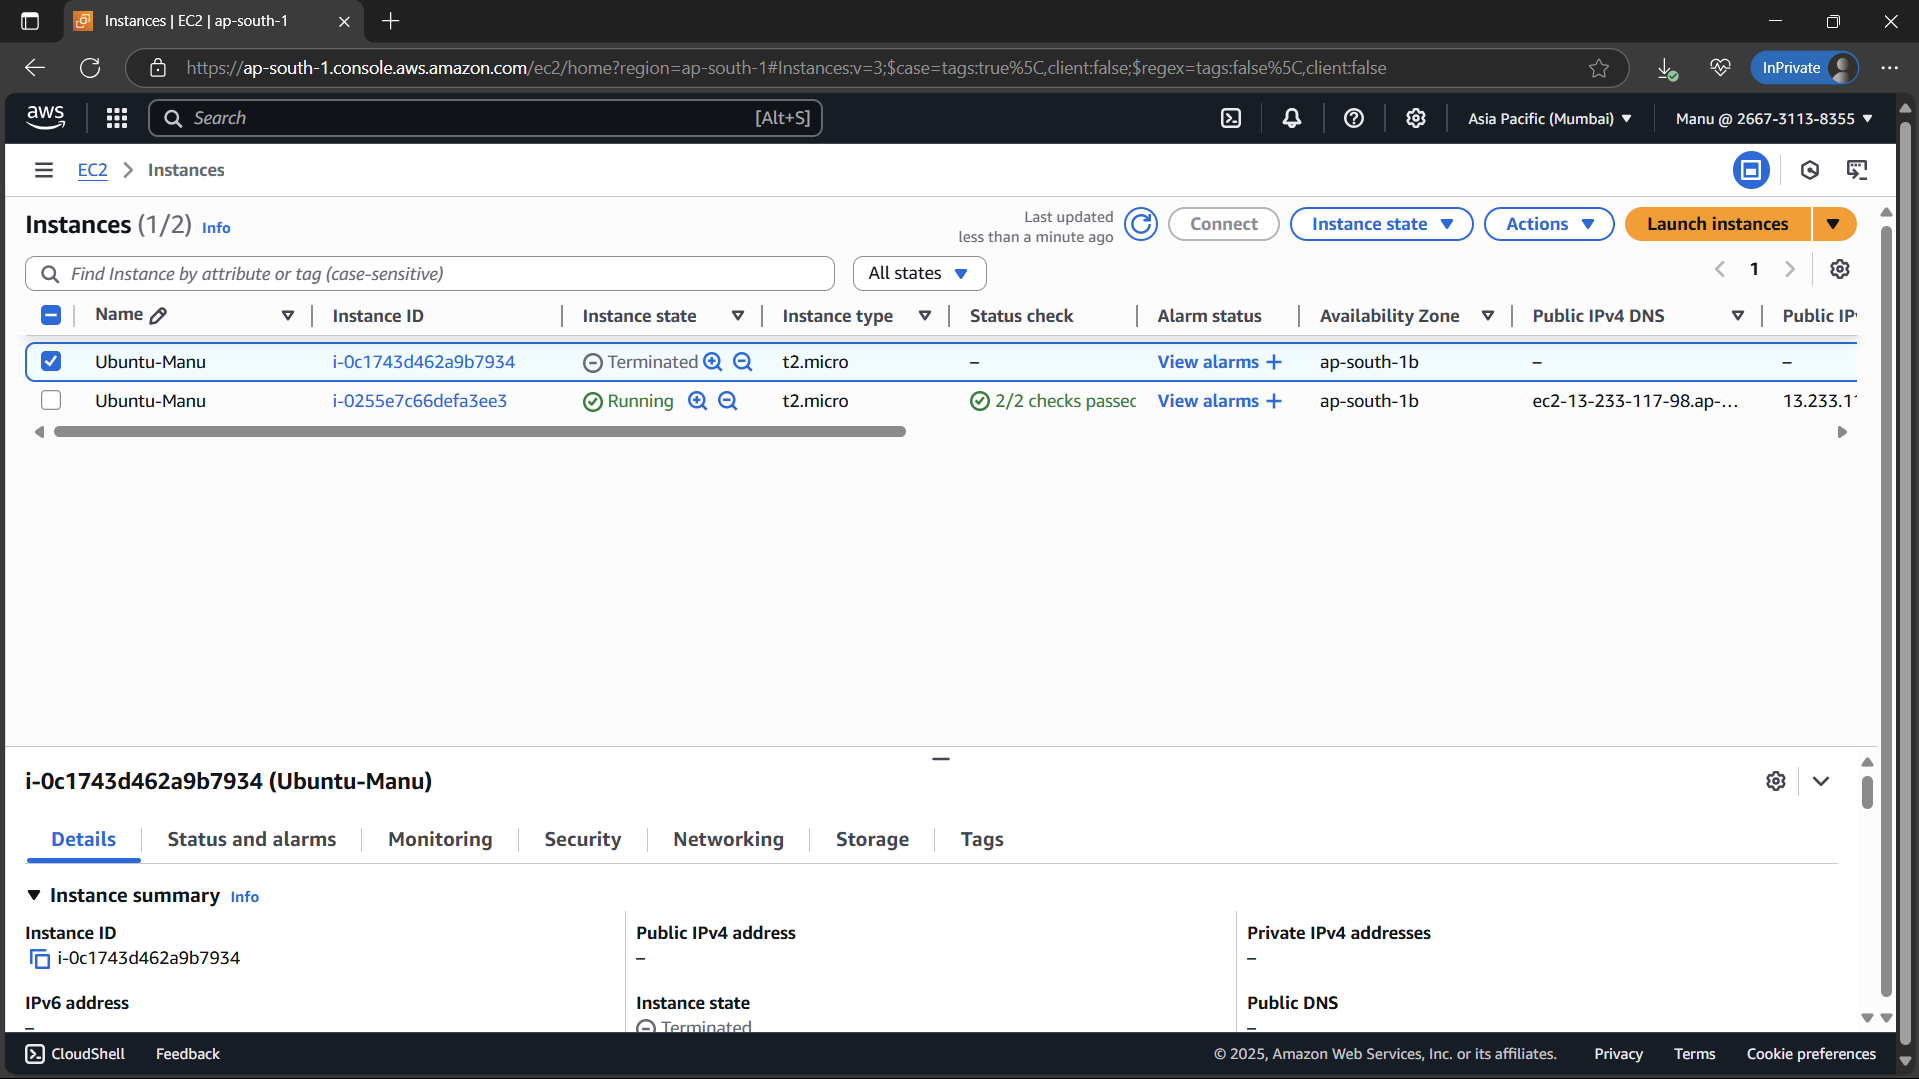 Instances | EC2 | ap-south-1
https://ap-south-1.console.aws.amazon.com/ec2/home?region=ap-south-1#Instances:v=3;$case=tags:true%5C,client:false;$regex=tags:false%5C,client:false
InPrivate
aws
Search [Alt+S]
Asia Pacific (Mumbai)
Manu @ 2667-3113-8355
EC2 > Instances
Instances (1/2) Info
Last updated
less than a minute ago
Connect
Instance state
Actions
Launch instances
Find Instance by attribute or tag (case-sensitive)
All states
1
Name Instance ID Instance state Instance type Status check Alarm status Availability Zone Public IPv4 DNS Public IP
Ubuntu-Manu i-0c1743d462a9b7934 Terminated t2.micro – View alarms + ap-south-1b – –
Ubuntu-Manu i-0255e7c66defa3ee3 Running t2.micro 2/2 checks passec View alarms + ap-south-1b ec2-13-233-117-98.ap-... 13.233.11
i-0c1743d462a9b7934 (Ubuntu-Manu)
Details Status and alarms Monitoring Security Networking Storage Tags
Instance summary Info
Instance ID
i-0c1743d462a9b7934
Public IPv4 address
–
Private IPv4 addresses
–
IPv6 address
–
Instance state
Terminated
Public DNS
–
CloudShell Feedback
© 2025, Amazon Web Services, Inc. or its affiliates. Privacy Terms Cookie preferences